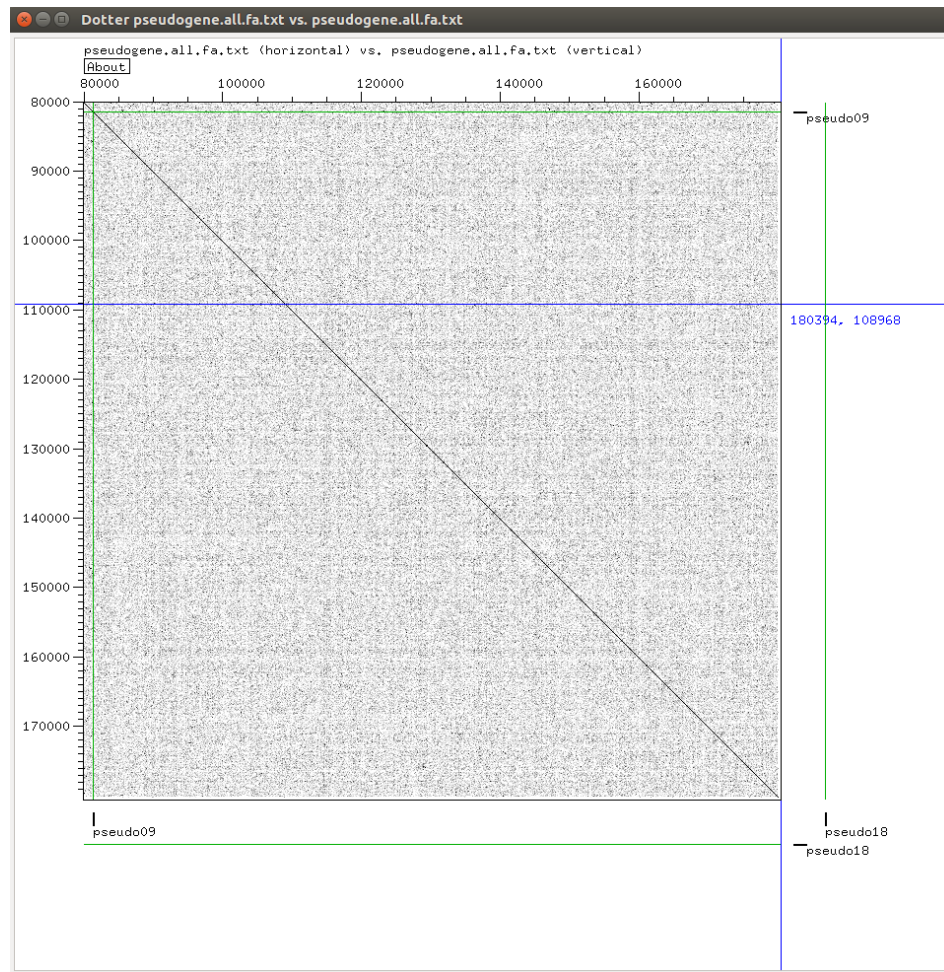 Dotter pseudogene.all.fa.txt vs. pseudogene.all.fa.txt
pseudogene.all.fa.txt (horizontal) vs. pseudogene.all.fa.txt (vertical)
About
80000 100000 120000 140000 160000
80000
pseudo09
90000
100000
110000
180394, 108968
120000
130000
140000
150000
160000
170000
pseudo09
pseudo18
pseudo18